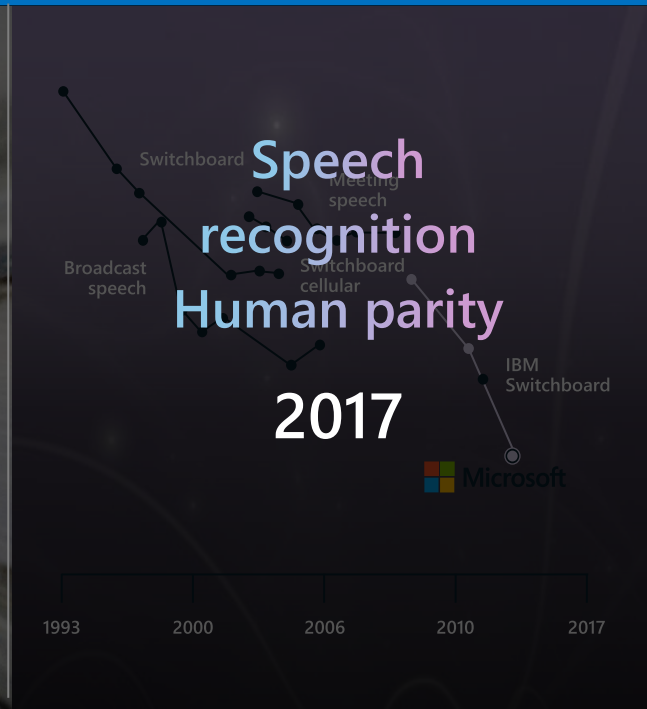 Speech
recognition
Human parity
2017
Switchboard
Meeting
speech
Broadcast
speech
Switchboard
cellular
IBM
Switchboard
Microsoft
1993 2000 2006 2010 2017